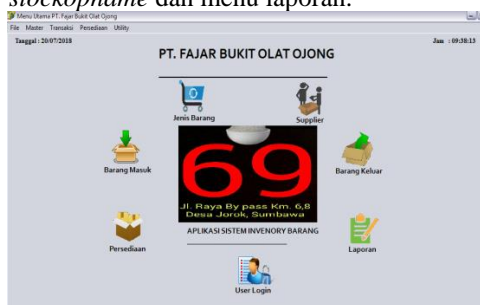 stockopname dan menu laporan.
Menu Utama PT. Fajar Bukit Olat Ojong
File Master Transaksi Persediaan Utility
Tanggal : 20/07/2018 Jam : 09:38:13
PT. FAJAR BUKIT OLAT OJONG
Jenis Barang Supplier
Barang Masuk Barang Keluar
69
Jl. Raya By pass Km. 6,8
Desa Jorok, Sumbawa
APLIKASI SISTEM INVENORY BARANG
Persediaan Laporan
User Login